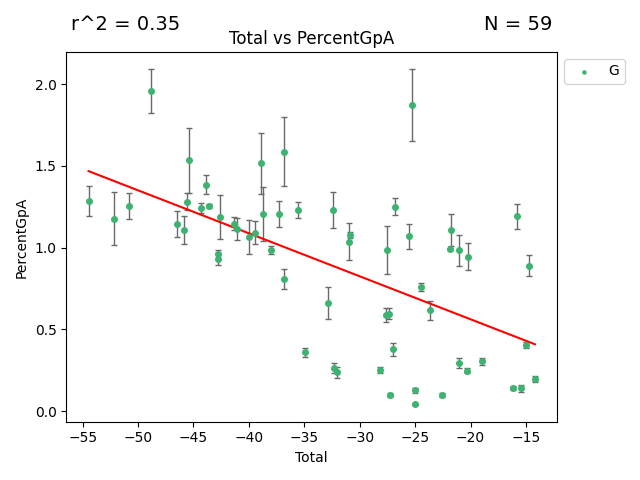 r^2 = 0.35
N = 59
Total vs PercentGpA
G
PercentGpA
2.0
1.5
1.0
0.5
0.0
−55 −50 −45 −40 −35 −30 −25 −20 −15
Total